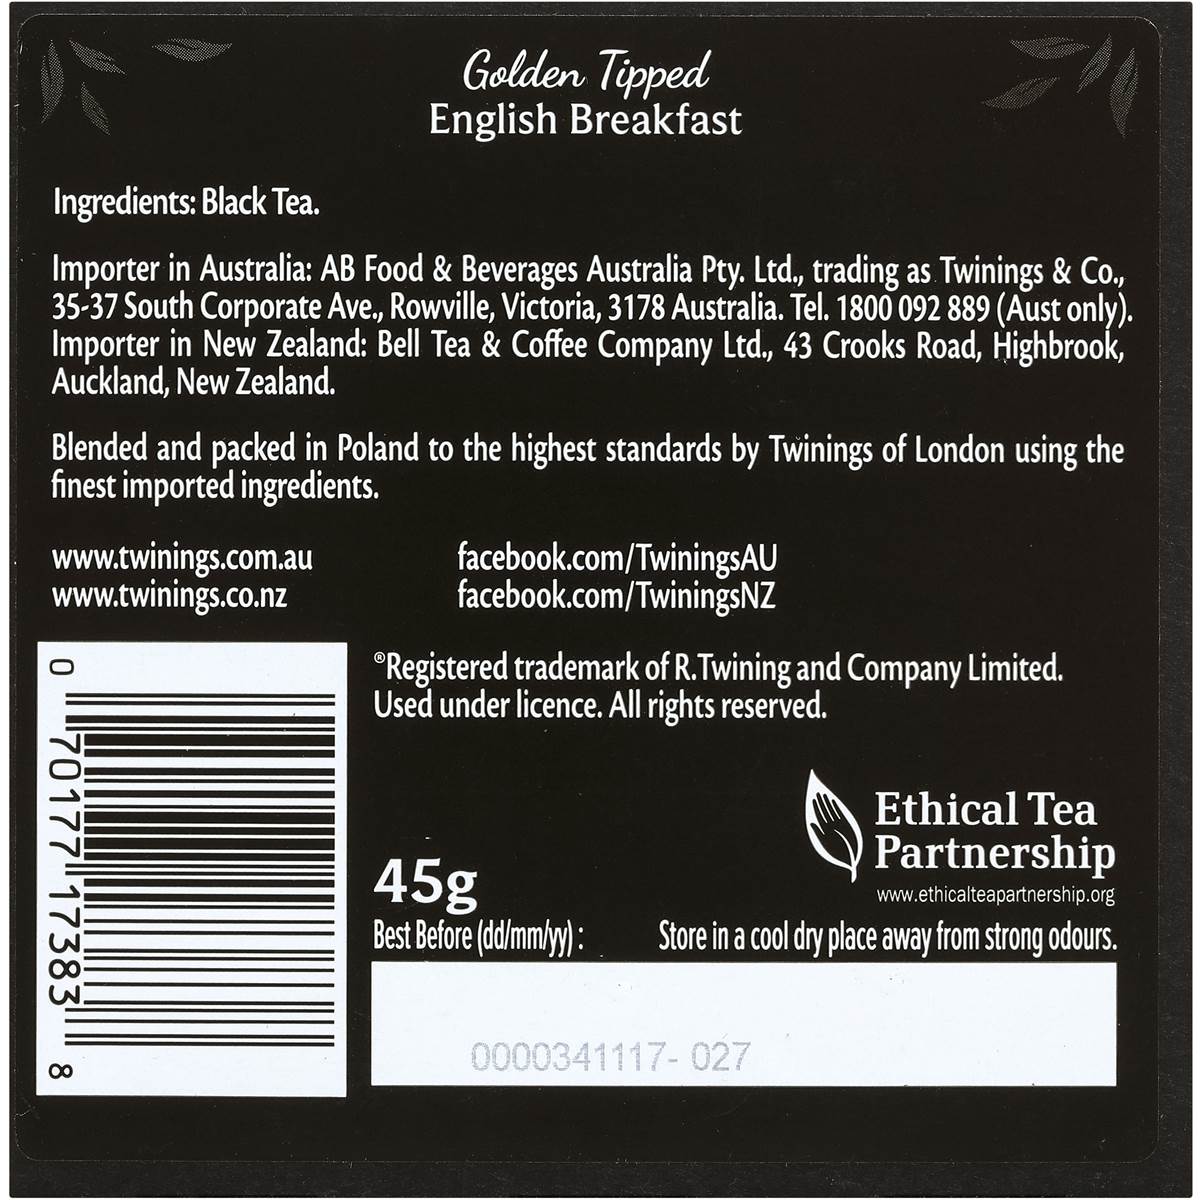 Golden Tipped
English Breakfast
Ingredients: Black Tea.
Importer in Australia: AB Food & Beverages Australia Pty. Ltd., trading as Twinings & Co.,
35-37 South Corporate Ave., Rowville, Victoria, 3178 Australia. Tel. 1800 092 889 (Aust only).
Importer in New Zealand: Bell Tea & Coffee Company Ltd., 43 Crooks Road, Highbrook,
Auckland, New Zealand.
Blended and packed in Poland to the highest standards by Twinings of London using the
finest imported ingredients.
www.twinings.com.au
www.twinings.co.nz
facebook.com/TwiningsAU
facebook.com/TwiningsNZ
®Registered trademark of R.Twining and Company Limited.
Used under licence. All rights reserved.
0 70177 17383 8
Ethical Tea
Partnership
www.ethicalteapartnership.org
45g
Best Before (dd/mm/yy) :
Store in a cool dry place away from strong odours.
0000341117- 027